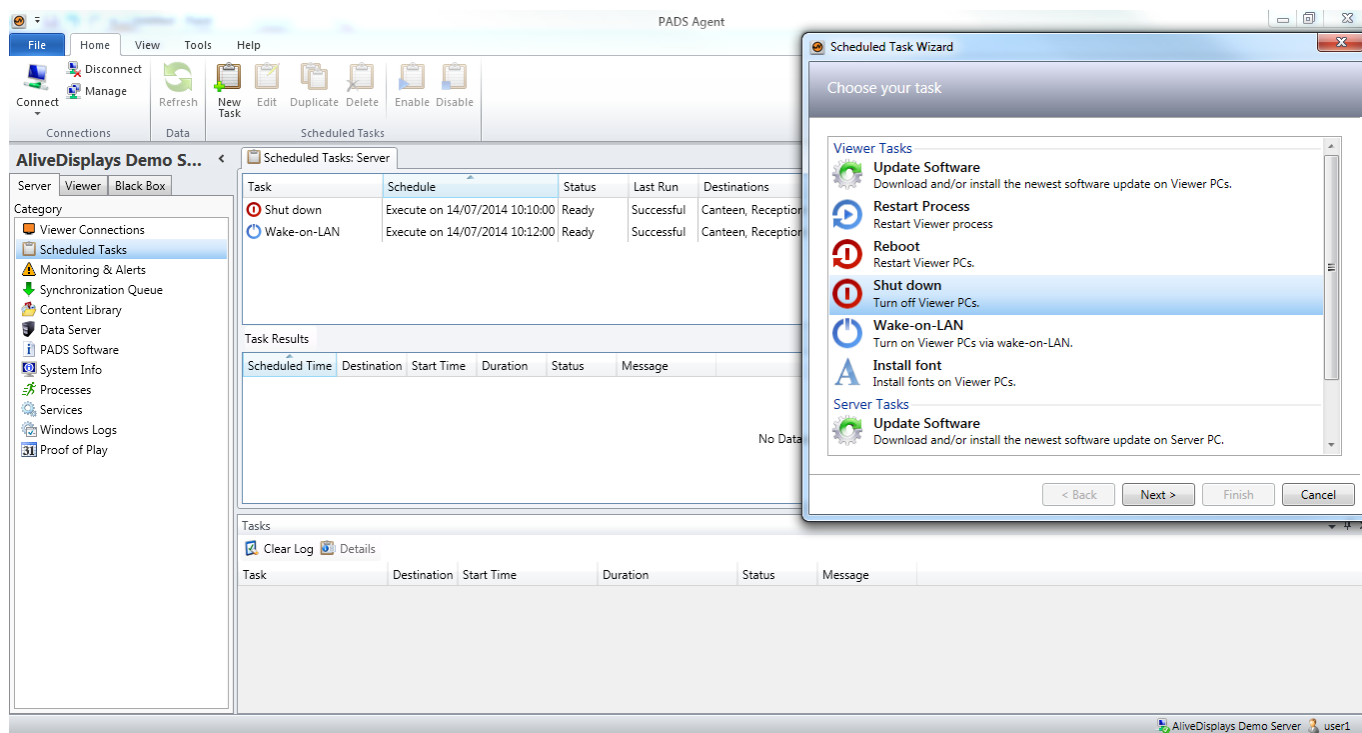 PADS Agent
File Home View Tools Help
Connect
Disconnect
Manage
Refresh
New Task
Edit
Duplicate
Delete
Enable
Disable
Connections
Data
Scheduled Tasks
AliveDisplays Demo S...
Server Viewer Black Box
Category
Viewer Connections
Scheduled Tasks
Monitoring & Alerts
Synchronization Queue
Content Library
Data Server
PADS Software
System Info
Processes
Services
Windows Logs
31 Proof of Play
Scheduled Tasks: Server
Task Schedule Status Last Run Destinations
Shut down Execute on 14/07/2014 10:10:00 Ready Successful Canteen, Reception
Wake-on-LAN Execute on 14/07/2014 10:12:00 Ready Successful Canteen, Reception
Task Results
Scheduled Time Destination Start Time Duration Status Message
No Data
Tasks
Clear Log Details
Task Destination Start Time Duration Status Message
Scheduled Task Wizard
Choose your task
Viewer Tasks
Update Software
Download and/or install the newest software update on Viewer PCs.
Restart Process
Restart Viewer process
Reboot
Restart Viewer PCs.
Shut down
Turn off Viewer PCs.
Wake-on-LAN
Turn on Viewer PCs via wake-on-LAN.
Install font
Install fonts on Viewer PCs.
Server Tasks
Update Software
Download and/or install the newest software update on Server PC.
< Back Next > Finish Cancel
AliveDisplays Demo Server user1